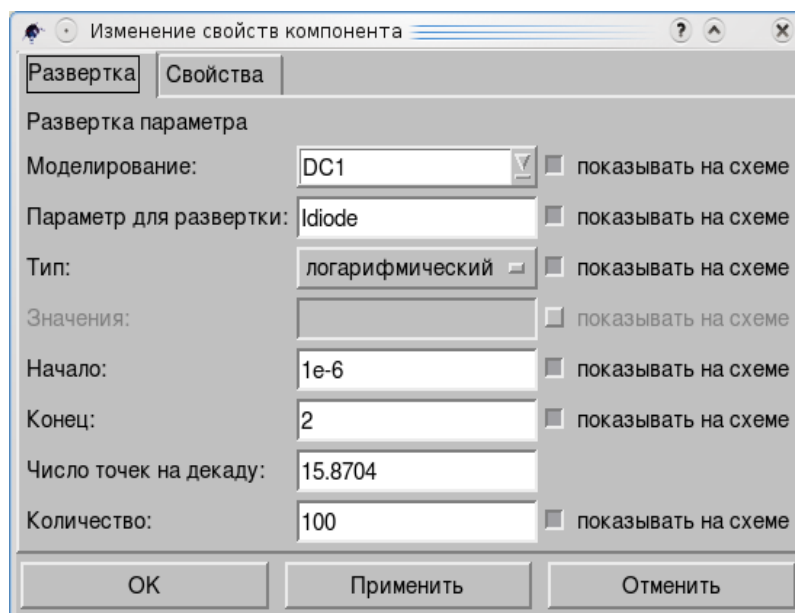 Изменение свойств компонента
Развертка Свойства
Развертка параметра
Моделирование: DC1 показывать на схеме
Параметр для развертки: Idiode показывать на схеме
Тип: логарифмический показывать на схеме
Значения: показывать на схеме
Начало: 1e-6 показывать на схеме
Конец: 2 показывать на схеме
Число точек на декаду: 15.8704
Количество: 100 показывать на схеме
OK Применить Отменить